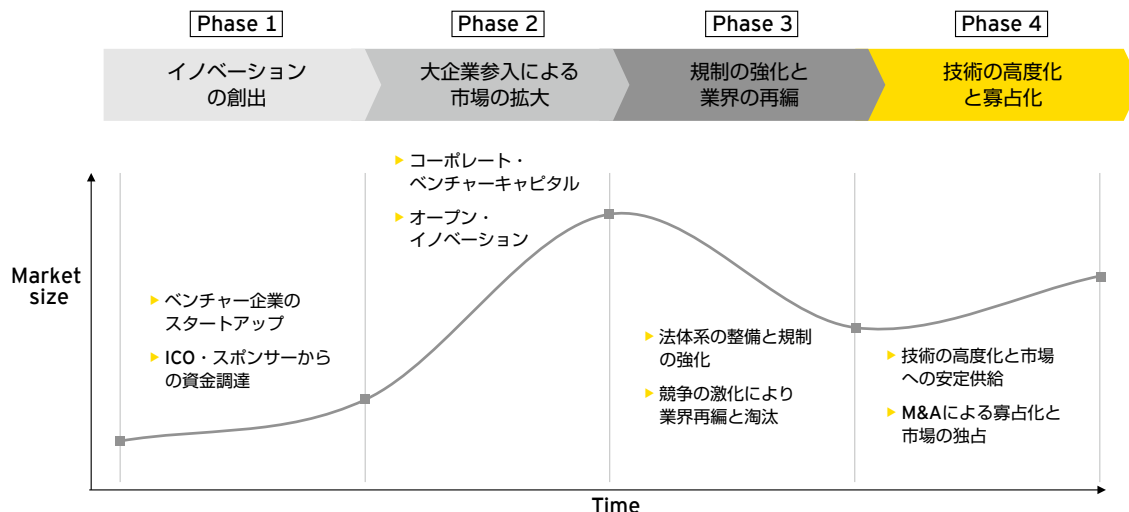 Phase 1
Phase 2
Phase 3
Phase 4
イノベーション
の創出
大企業参入による
市場の拡大
規制の強化と
業界の再編
技術の高度化
と寡占化
Market
size
ベンチャー企業の
スタートアップ
ICO・スポンサーから
の資金調達
コーポレート・
ベンチャーキャピタル
オープン・
イノベーション
法体系の整備と規制
の強化
競争の激化により
業界再編と淘汰
技術の高度化と市場
への安定供給
M&Aによる寡占化と
市場の独占
Time